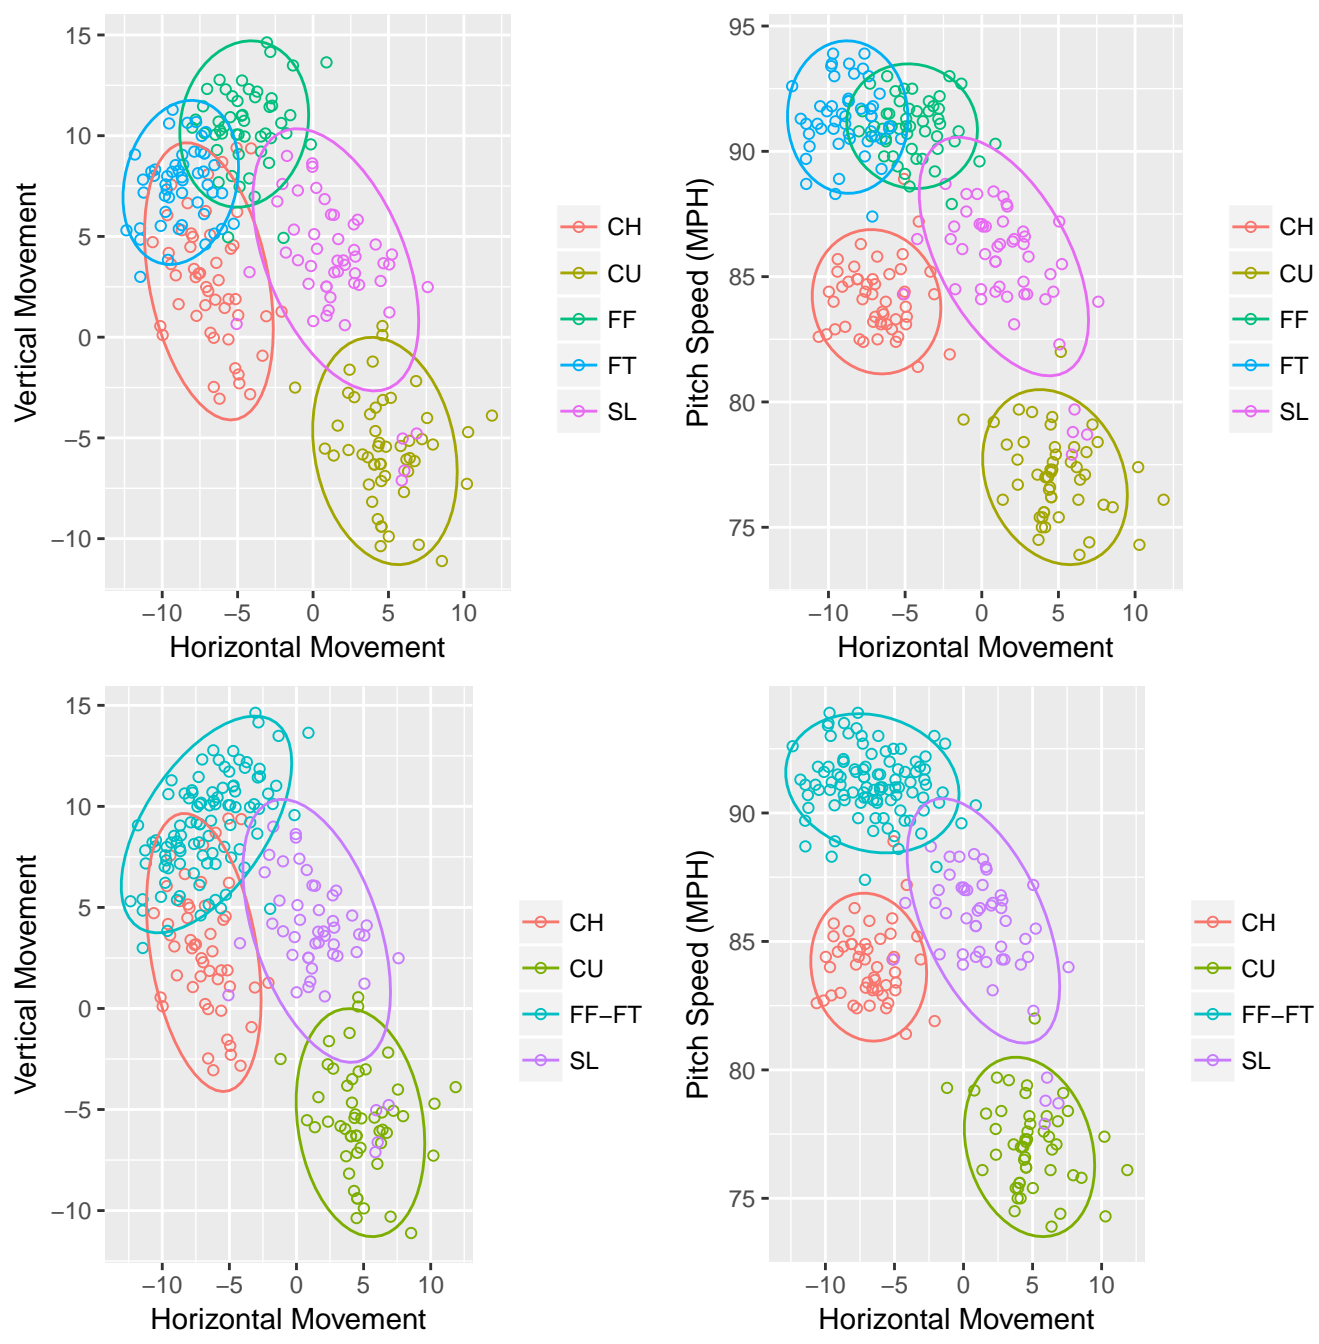 15
10
5
0
−5
−10
Vertical Movement
−10 −5 0 5 10
Horizontal Movement
CH
CU
FF
FT
SL
95
90
85
80
75
Pitch Speed (MPH)
−10 −5 0 5 10
Horizontal Movement
CH
CU
FF
FT
SL
15
10
5
0
−5
−10
Vertical Movement
−10 −5 0 5 10
Horizontal Movement
CH
CU
FF−FT
SL
90
85
80
75
Pitch Speed (MPH)
−10 −5 0 5 10
Horizontal Movement
CH
CU
FF−FT
SL